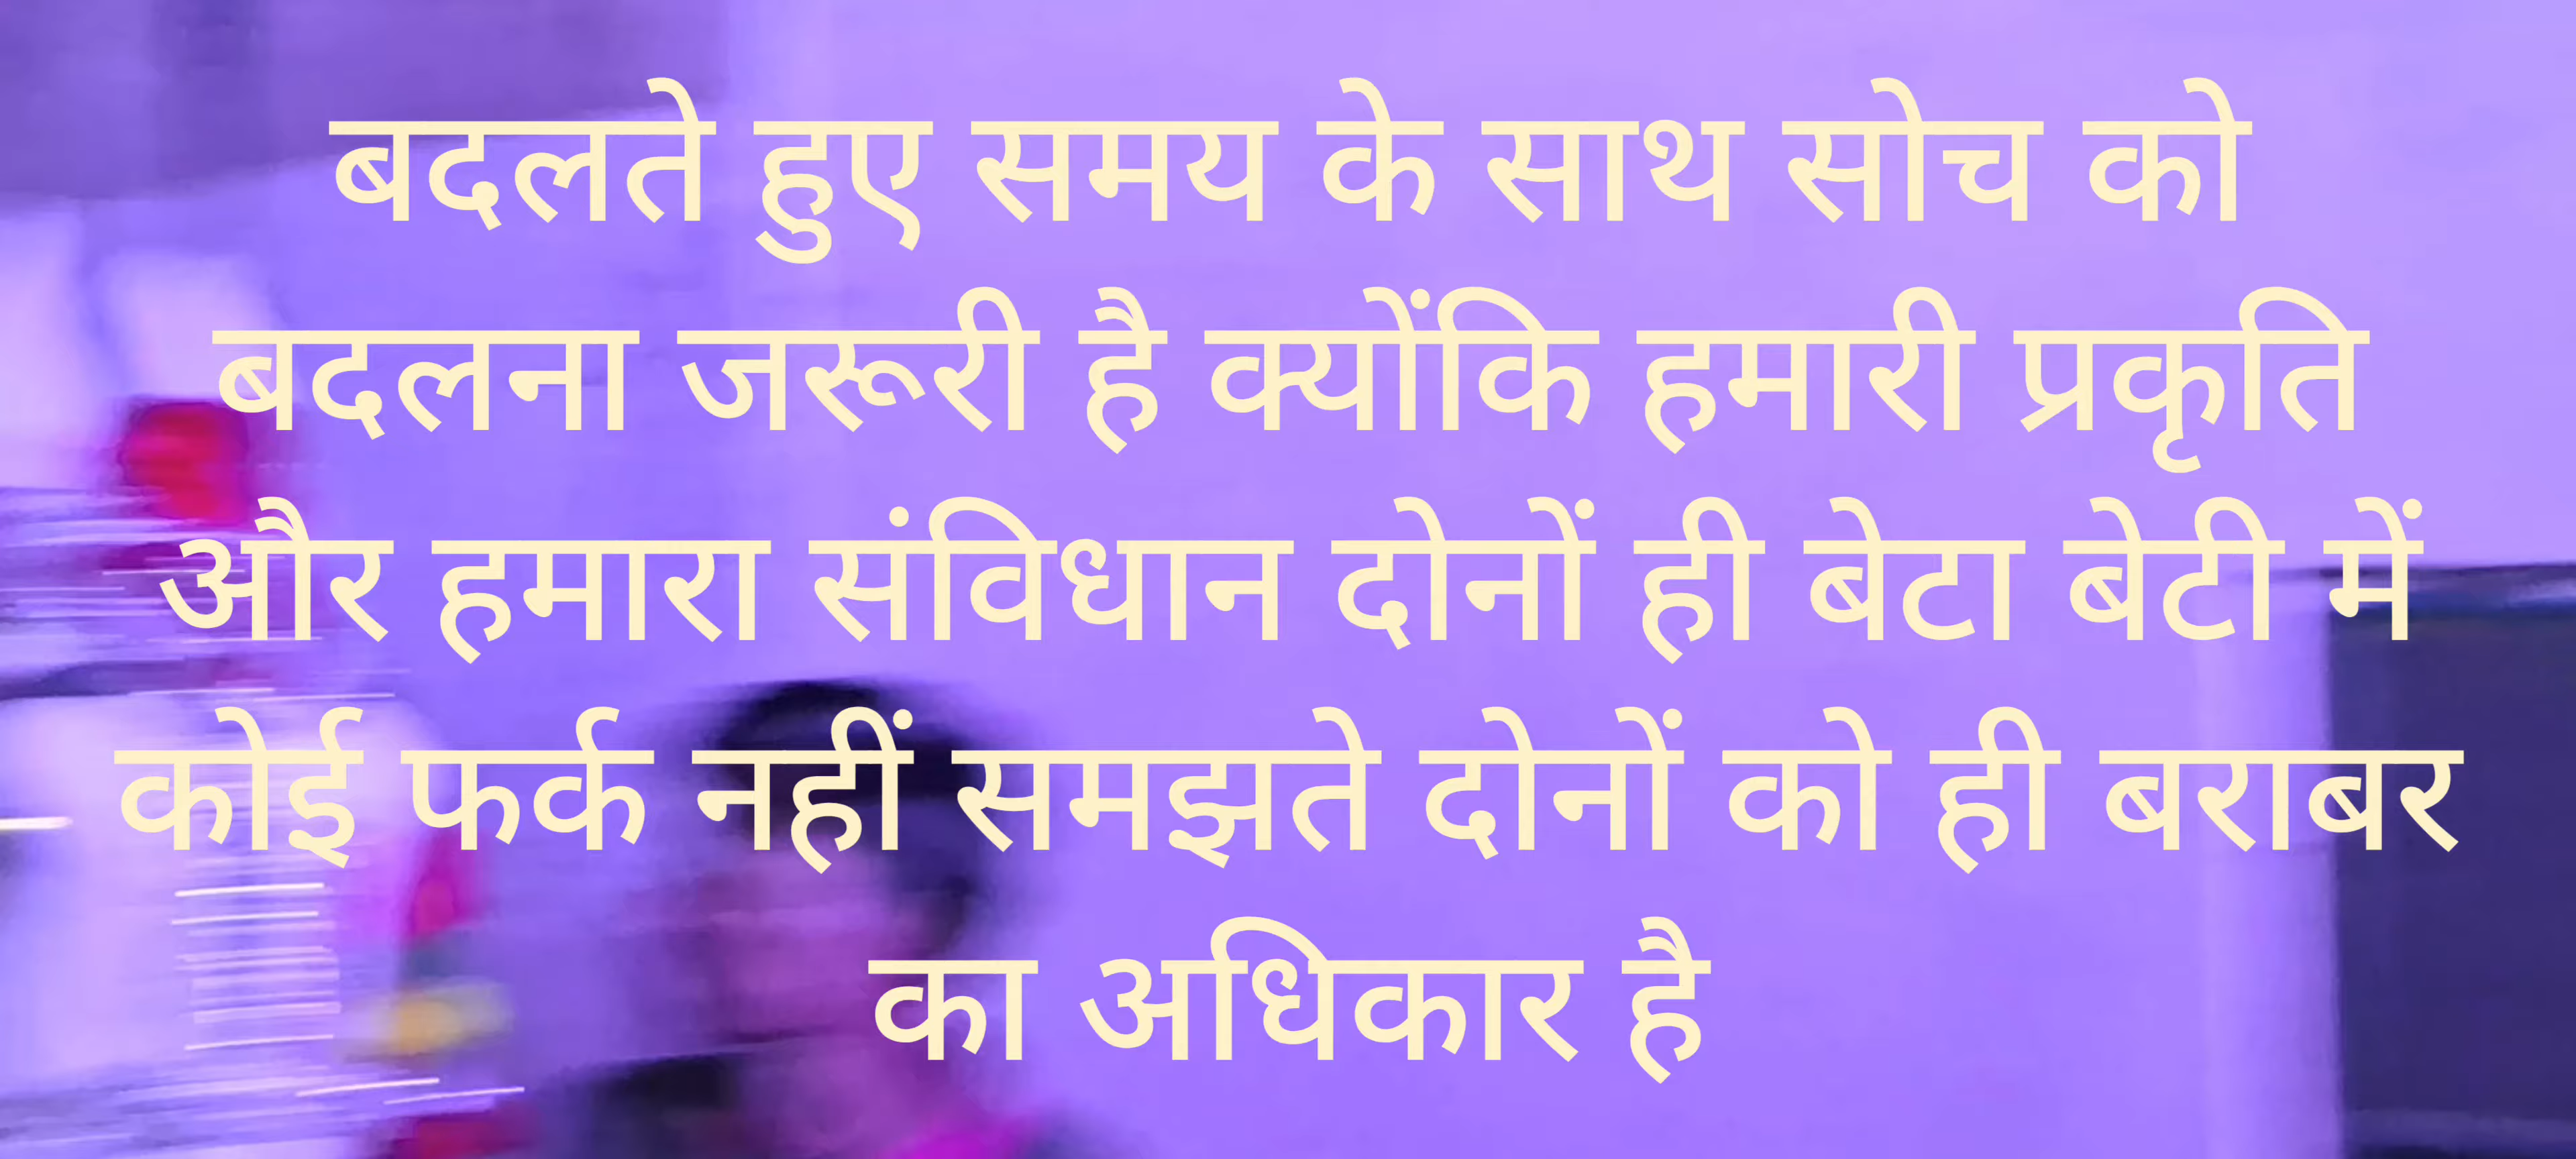 बदलते हुए समय के साथ सोच को
बदलना जरूरी है क्योंकि हमारी प्रकृति
और हमारा संविधान दोनों ही बेटा बेटी में
कोई फर्क नहीं समझते दोनों को ही बराबर
का अधिकार है